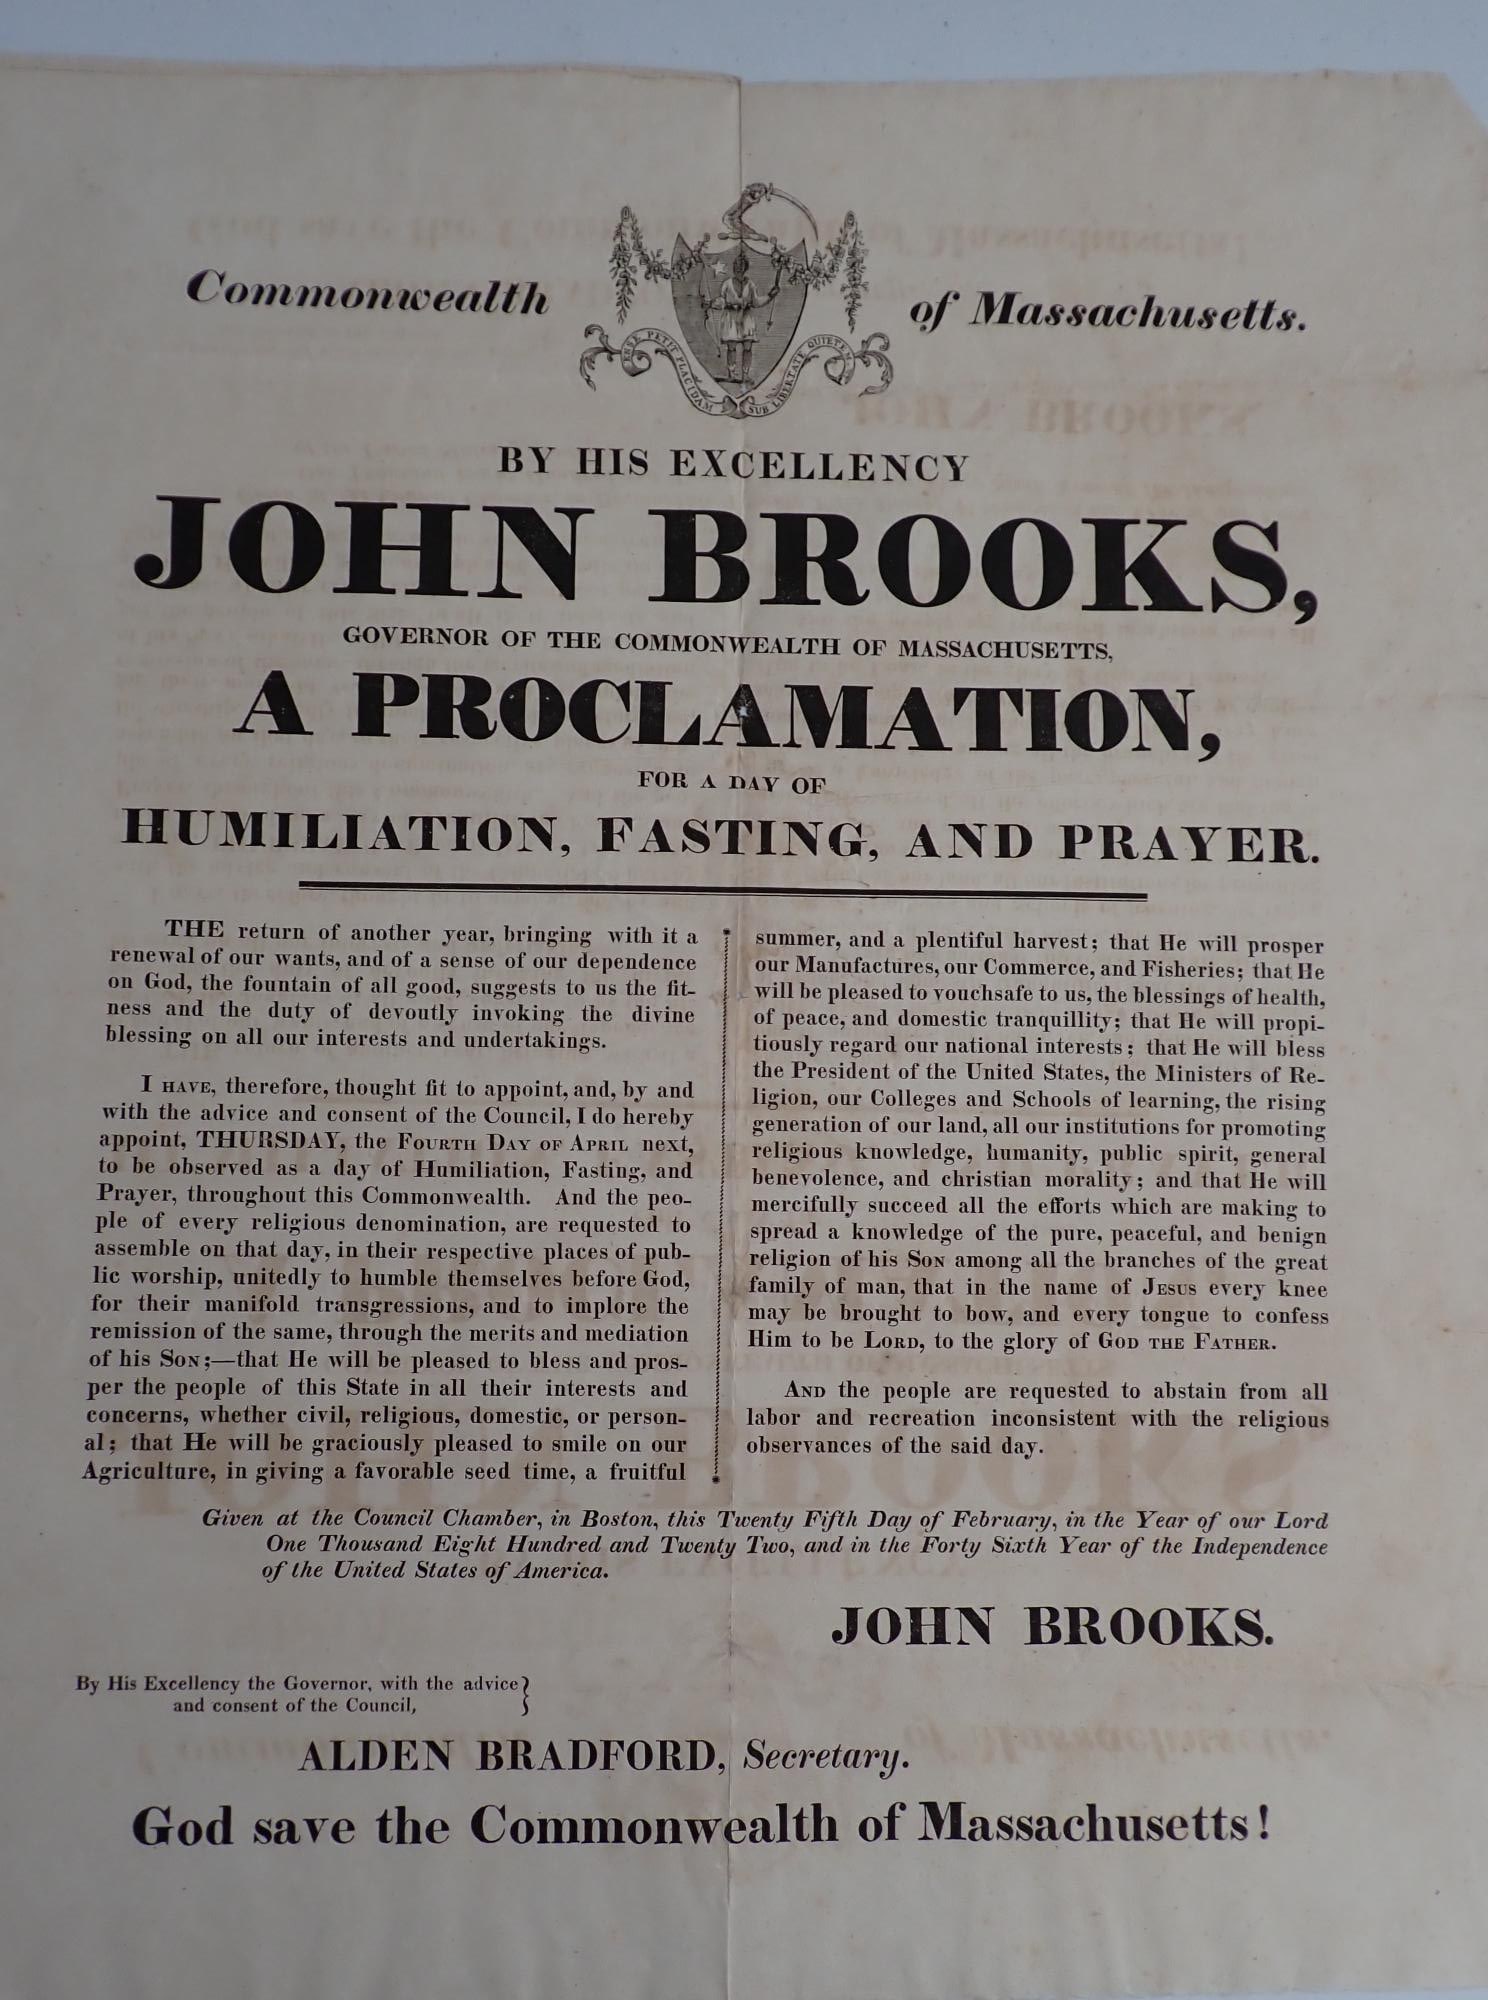 Commonwealth of Massachusetts.
ENSE PETIT PLACIDAM SUB LIBERTATE QUIETEM
BY HIS EXCELLENCY
JOHN BROOKS,
GOVERNOR OF THE COMMONWEALTH OF MASSACHUSETTS,
A PROCLAMATION,
FOR A DAY OF
HUMILIATION, FASTING, AND PRAYER.
THE return of another year, bringing with it a
renewal of our wants, and of a sense of our dependence
on God, the fountain of all good, suggests to us the fit-
ness and the duty of devoutly invoking the divine
blessing on all our interests and undertakings.
I HAVE, therefore, thought fit to appoint, and, by and
with the advice and consent of the Council, I do hereby
appoint, THURSDAY, the FOURTH DAY OF APRIL next,
to be observed as a day of Humiliation, Fasting, and
Prayer, throughout this Commonwealth. And the peo-
ple of every religious denomination, are requested to
assemble on that day, in their respective places of pub-
lic worship, unitedly to humble themselves before God,
for their manifold transgressions, and to implore the
remission of the same, through the merits and mediation
of his SON;—that He will be pleased to bless and pros-
per the people of this State in all their interests and
concerns, whether civil, religious, domestic, or person-
al; that He will be graciously pleased to smile on our
Agriculture, in giving a favorable seed time, a fruitful
summer, and a plentiful harvest; that He will prosper
our Manufactures, our Commerce, and Fisheries; that He
will be pleased to vouchsafe to us, the blessings of health,
of peace, and domestic tranquillity; that He will propi-
tiously regard our national interests; that He will bless
the President of the United States, the Ministers of Re-
ligion, our Colleges and Schools of learning, the rising
generation of our land, all our institutions for promoting
religious knowledge, humanity, public spirit, general
benevolence, and christian morality; and that He will
mercifully succeed all the efforts which are making to
spread a knowledge of the pure, peaceful, and benign
religion of his SON among all the branches of the great
family of man, that in the name of JESUS every knee
may be brought to bow, and every tongue to confess
Him to be LORD, to the glory of GOD THE FATHER.
AND the people are requested to abstain from all
labor and recreation inconsistent with the religious
observances of the said day.
Given at the Council Chamber, in Boston, this Twenty Fifth Day of February, in the Year of our Lord
One Thousand Eight Hundred and Twenty Two, and in the Forty Sixth Year of the Independence
of the United States of America.
JOHN BROOKS.
By His Excellency the Governor, with the advice }
and consent of the Council,
ALDEN BRADFORD, Secretary.
God save the Commonwealth of Massachusetts!